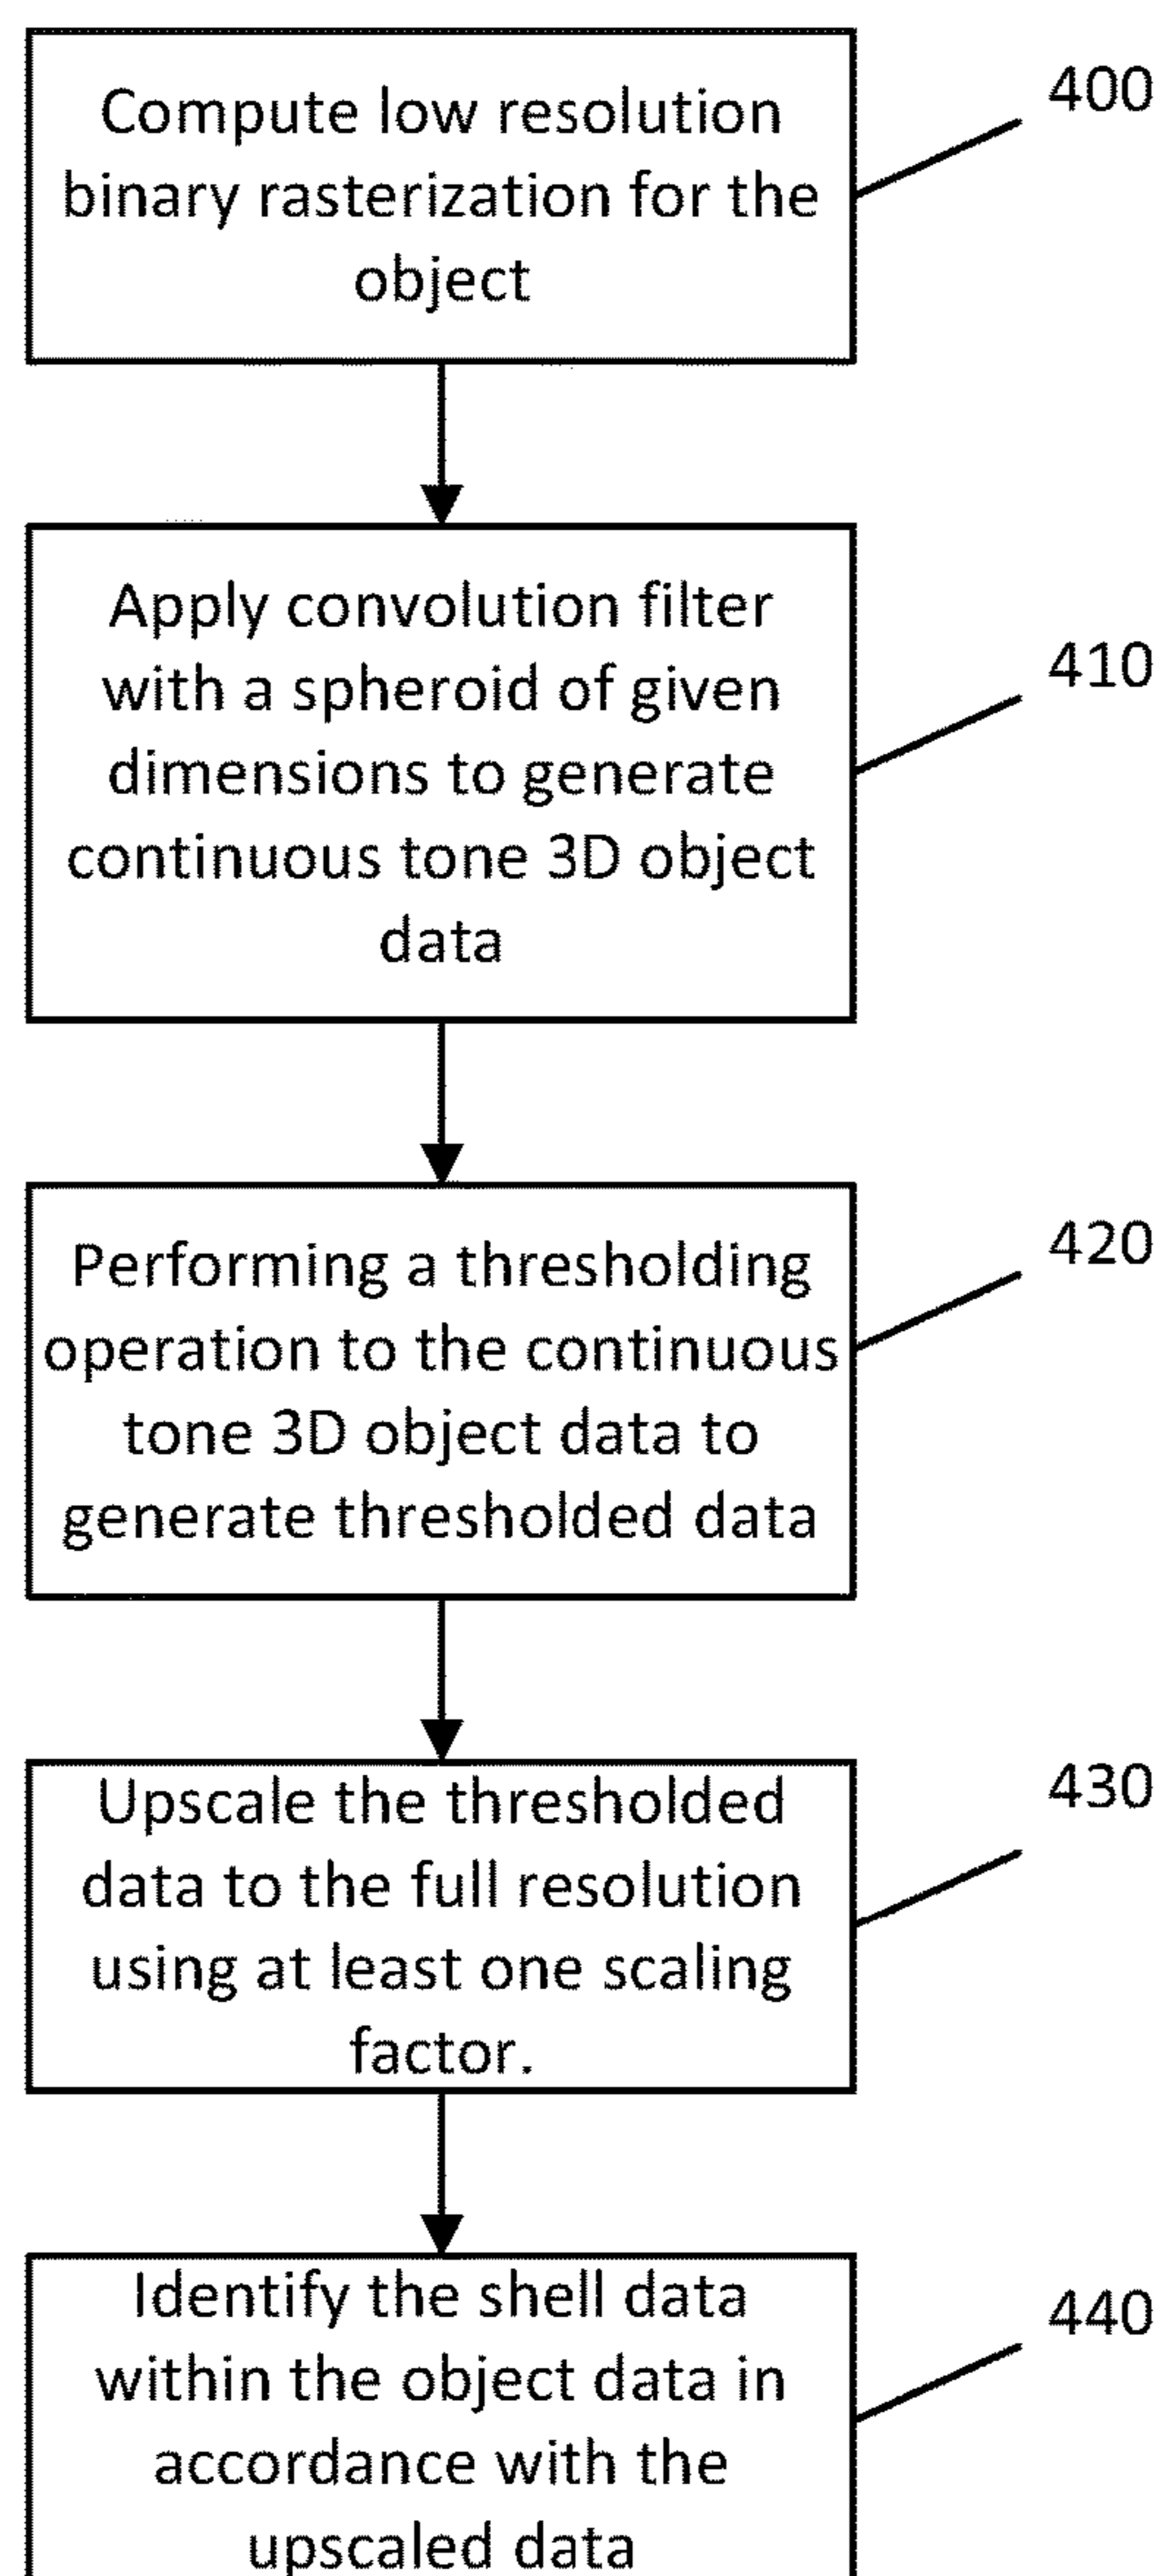 Compute low resolution
binary rasterization for the
object
400
Apply convolution filter
with a spheroid of given
dimensions to generate
continuous tone 3D object
data
410
Performing a thresholding
operation to the continuous
tone 3D object data to
generate thresholded data
420
Upscale the thresholded
data to the full resolution
using at least one scaling
factor.
430
Identify the shell data
within the object data in
accordance with the
upscaled data
440